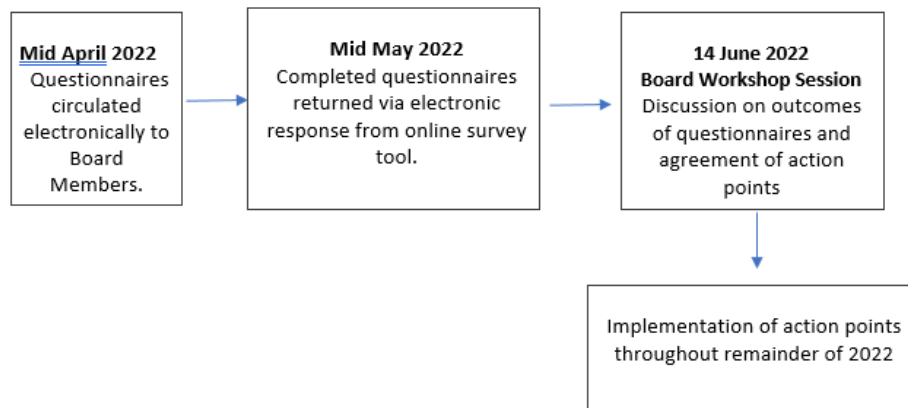 Mid April 2022
Questionnaires
circulated
electronically to
Board
Members.
Mid May 2022
Completed questionnaires
returned via electronic
response from online survey
tool.
14 June 2022
Board Workshop Session
Discussion on outcomes
of questionnaires and
agreement of action
points
Implementation of action points
throughout remainder of 2022